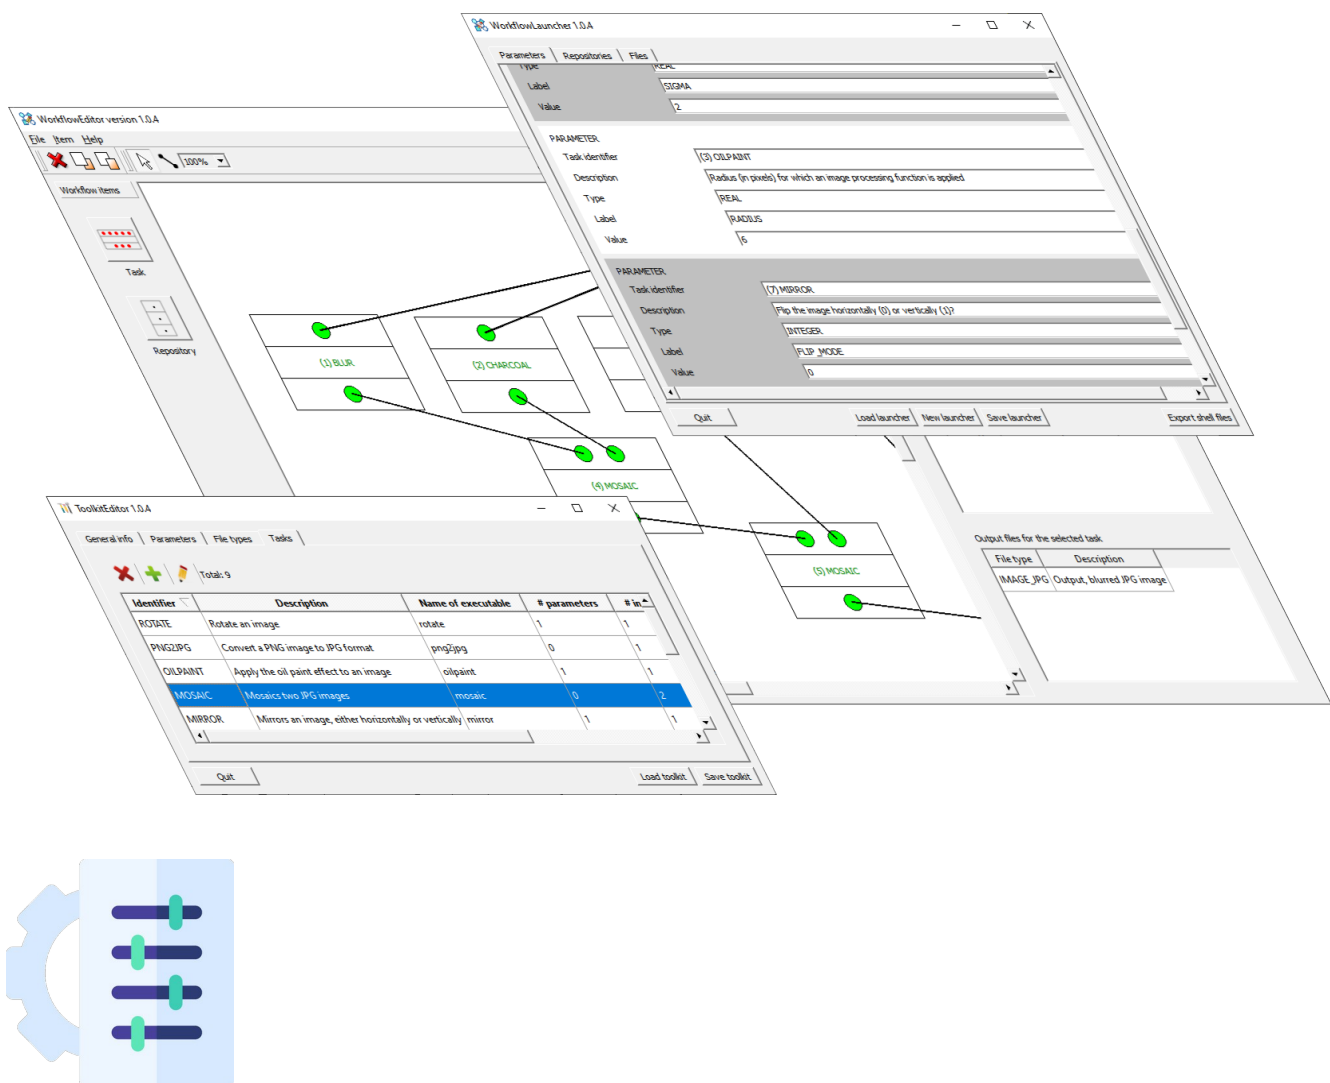 WorkflowLauncher 1.0.4
Parameters Repositories Files
Type REAL
Label SIGMA
Value 2
PARAMETER
Task identifier (3) OILPAINT
Description Radius (in pixels) for which an image processing function is applied
Type REAL
Label RADIUS
Value 6
PARAMETER
Task identifier (7) MIRROR
Description Flip the image horizontally (0) or vertically (1)?
Type INTEGER
Label FLIP_MODE
Value 0
Quit Load launcher New launcher Save launcher Export shell files
WorkflowEditor version 1.0.4
File Item Help
100%
Workflow items
Task
Repository
(1) BLUR
(2) CHARCOAL
(4) MOSAIC
(5) MOSAIC
Output files for the selected task
File type Description
IMAGE_JPG Output, blurred JPG image
ToolkitEditor 1.0.4
General info Parameters File types Tasks
Total: 9
Identifier Description Name of executable # parameters # in
ROTATE Rotate an image rotate 1 1
PNG2JPG Convert a PNG image to JPG format png2jpg 0 1
OILPAINT Apply the oil paint effect to an image oilpaint 1 1
MOSAIC Mosaics two JPG images mosaic 0 2
MIRROR Mirrors an image, either horizontally or vertically mirror 1 1
Quit Load toolkit Save toolkit